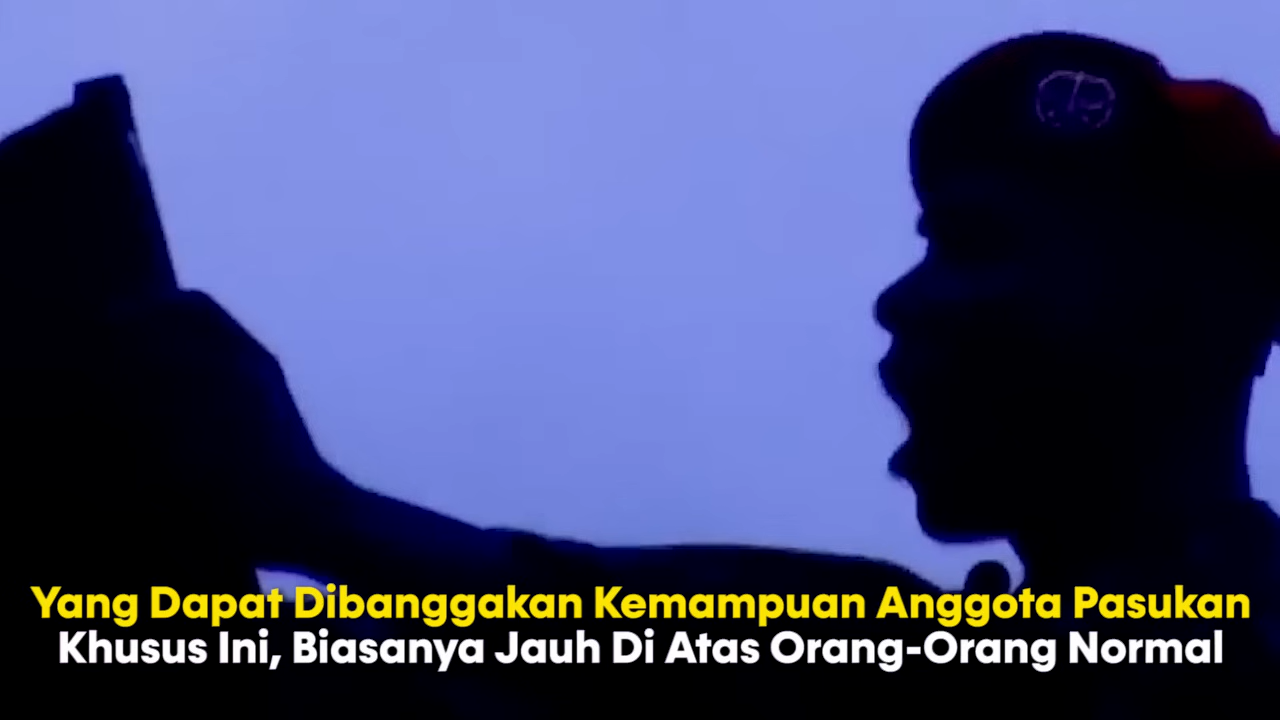 Yang Dapat Dibanggakan Kemampuan Anggota Pasukan
Khusus Ini, Biasanya Jauh Di Atas Orang-Orang Normal